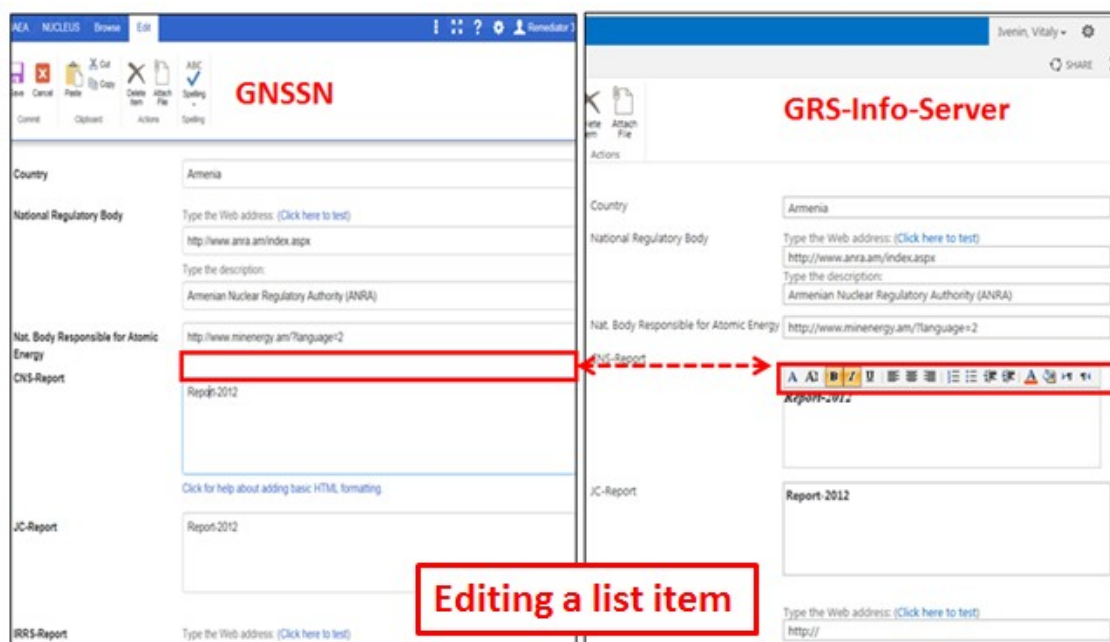 AEA NUCLEUS Browse Edit
Remediator
Save Cancel Paste Cut Copy Delete Item Attach File ABC Spelling
Commit Clipboard Actions Spelling
GNSSN
Country
Armenia
National Regulatory Body
Type the Web address: (Click here to test)
http://www.anra.am/index.aspx
Type the description:
Armenian Nuclear Regulatory Authority (ANRA)
Nat. Body Responsible for Atomic
Energy
http://www.minenergy.am/?language=2
CNS-Report
Report-2012
Click for help about adding basic HTML formatting.
JC-Report
Report-2012
IRRS-Report
Type the Web address: (Click here to test)
Ivenin, Vitaly
SHARE
GRS-Info-Server
Attach
File
Actions
Country
Armenia
National Regulatory Body
Type the Web address: (Click here to test)
http://www.anra.am/index.aspx
Type the description:
Armenian Nuclear Regulatory Authority (ANRA)
Nat. Body Responsible for Atomic Energy
http://www.minenergy.am/?language=2
CNS-Report
A A B I U A
Report-2012
JC-Report
Report-2012
Type the Web address: (Click here to test)
http://
Editing a list item